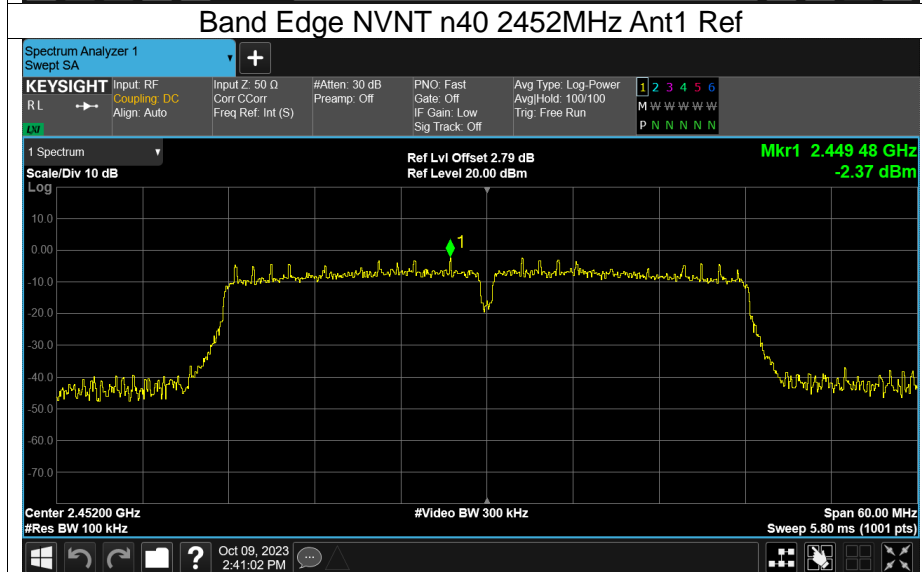 Band Edge NVNT n40 2452MHz Ant1 Ref
Spectrum Analyzer 1
Swept SA
+
KEYSIGHT Input: RF Input Z: 50 Ω #Atten: 30 dB PNO: Fast Avg Type: Log-Power 1 2 3 4 5 6
R L Coupling: DC Corr CCorr Preamp: Off Gate: Off Avg|Hold: 100/100 M W W W W W
Align: Auto Freq Ref: Int (S) IF Gain: Low Trig: Free Run
LXI Sig Track: Off P N N N N N
1 Spectrum Ref Lvl Offset 2.79 dB Mkr1 2.449 48 GHz
Scale/Div 10 dB Ref Level 20.00 dBm -2.37 dBm
Log
10.0
0.00
1
-10.0
-20.0
-30.0
-40.0
-50.0
-60.0
-70.0
Center 2.45200 GHz #Video BW 300 kHz Span 60.00 MHz
#Res BW 100 kHz Sweep 5.80 ms (1001 pts)
? Oct 09, 2023
2:41:02 PM